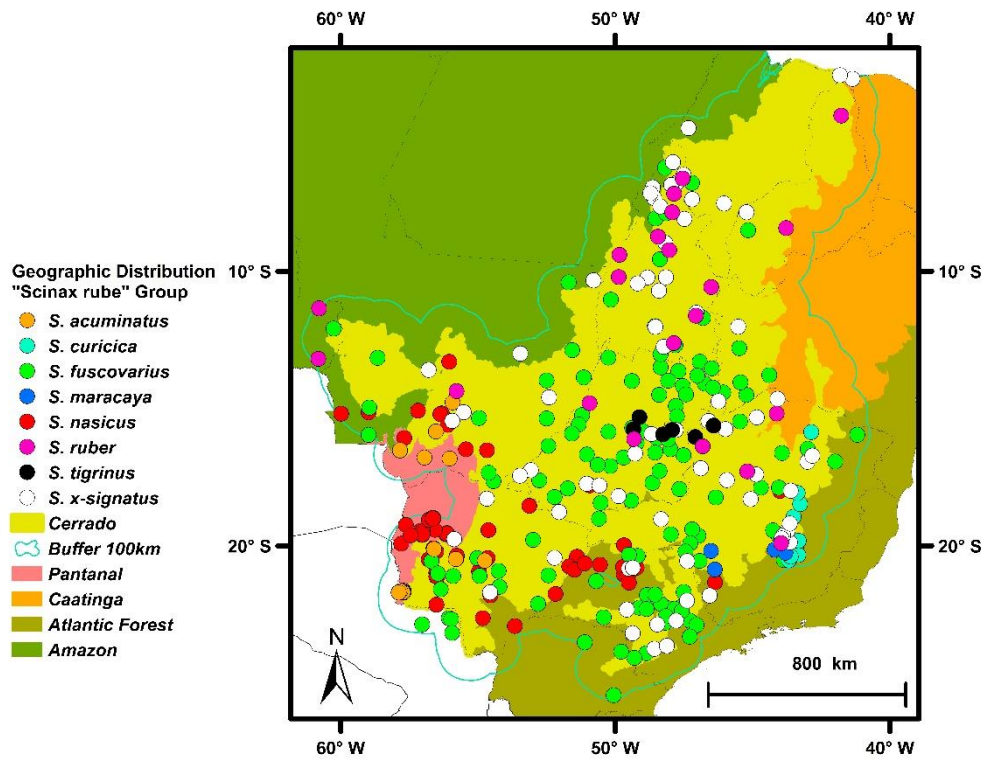 60° W 50° W 40° W
Geographic Distribution
"Scinax rube" Group
S. acuminatus
S. curicica
S. fuscovarius
S. maracaya
S. nasicus
S. ruber
S. tigrinus
S. x-signatus
Cerrado
Buffer 100km
Pantanal
Caatinga
Atlantic Forest
Amazon
10° S 10° S
20° S 20° S
N
800 km
60° W 50° W 40° W